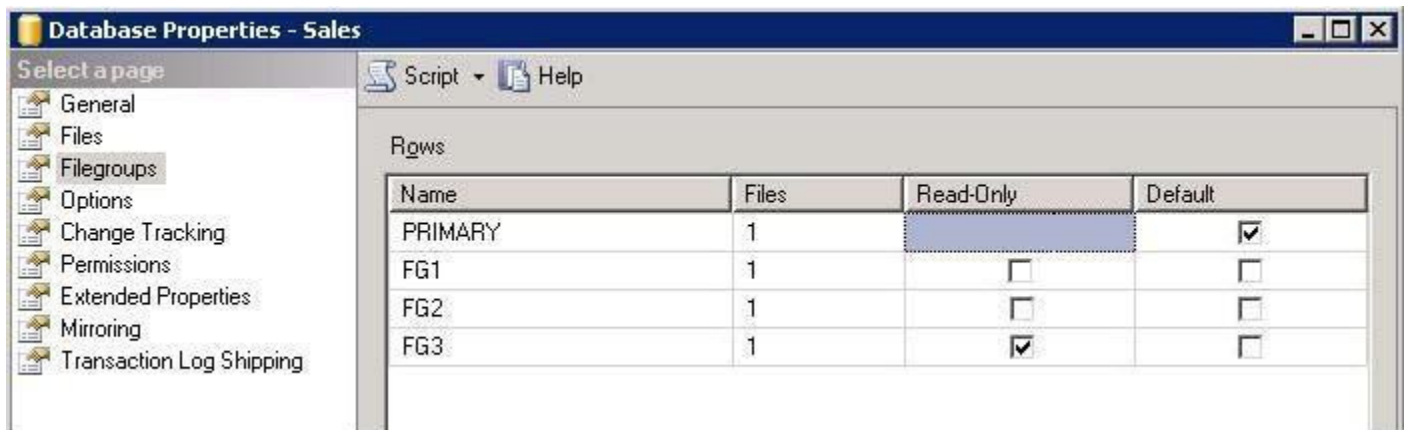 Database Properties - Sales
Select a page
General
Files
Filegroups
Options
Change Tracking
Permissions
Extended Properties
Mirroring
Transaction Log Shipping
Script Help
Rows
Name Files Read-Only Default
PRIMARY 1
FG1 1
FG2 1
FG3 1